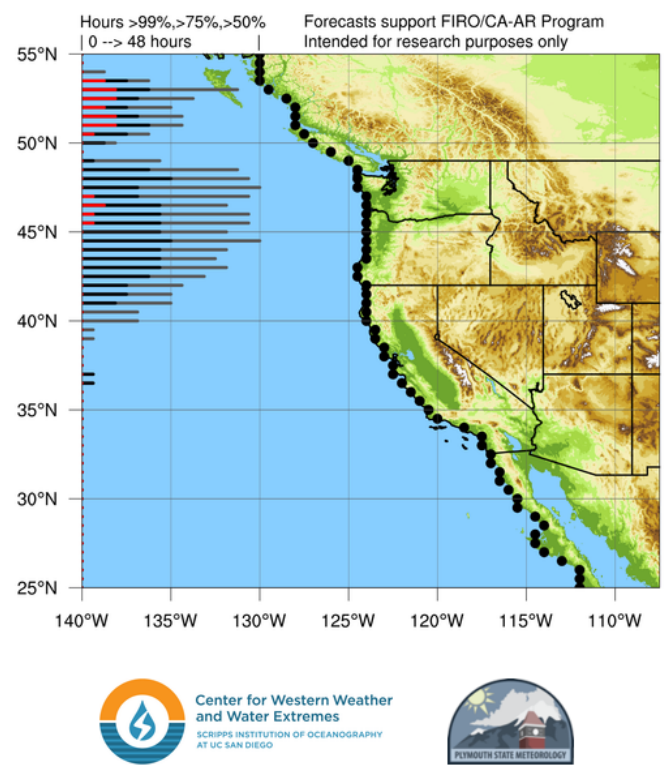 Hours >99%,>75%,>50%
| 0 --> 48 hours |
Forecasts support FIRO/CA-AR Program
Intended for research purposes only
55°N
50°N
45°N
40°N
35°N
30°N
25°N
140°W 135°W 130°W 125°W 120°W 115°W 110°W
Center for Western Weather
and Water Extremes
SCRIPPS INSTITUTION OF OCEANOGRAPHY
AT UC SAN DIEGO
PLYMOUTH STATE METEOROLOGY